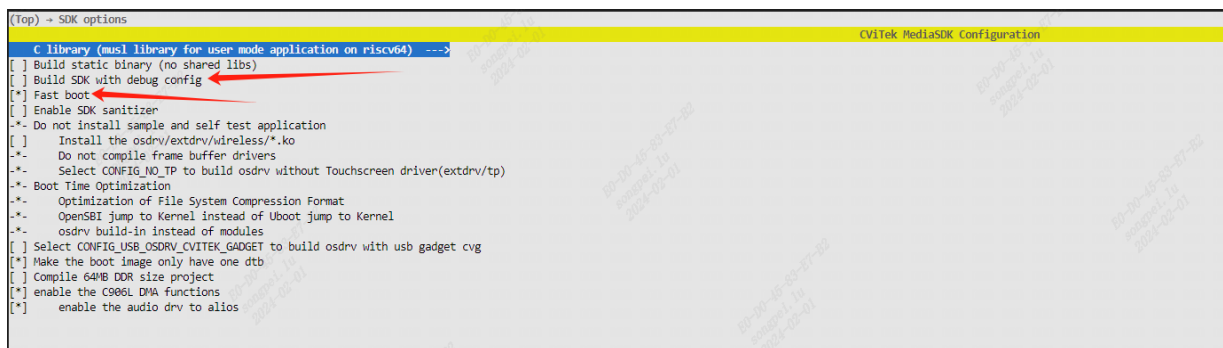 (Top) → SDK options
CViTek MediaSDK Configuration
C library (musl library for user mode application on riscv64)  --->
[ ] Build static binary (no shared libs)
[ ] Build SDK with debug config
[*] Fast boot
[ ] Enable SDK sanitizer
-*- Do not install sample and self test application
[ ]     Install the osdrv/extdrv/wireless/*.ko
-*-     Do not compile frame buffer drivers
-*-     Select CONFIG_NO_TP to build osdrv without Touchscreen driver(extdrv/tp)
-*- Boot Time Optimization
-*-     Optimization of File System Compression Format
-*-     OpenSBI jump to Kernel instead of Uboot jump to Kernel
-*-     osdrv build-in instead of modules
[ ] Select CONFIG_USB_OSDRV_CVITEK_GADGET to build osdrv with usb gadget cvg
[*] Make the boot image only have one dtb
[ ] Compile 64MB DDR size project
[*] enable the C906L DMA functions
[*]     enable the audio drv to alios